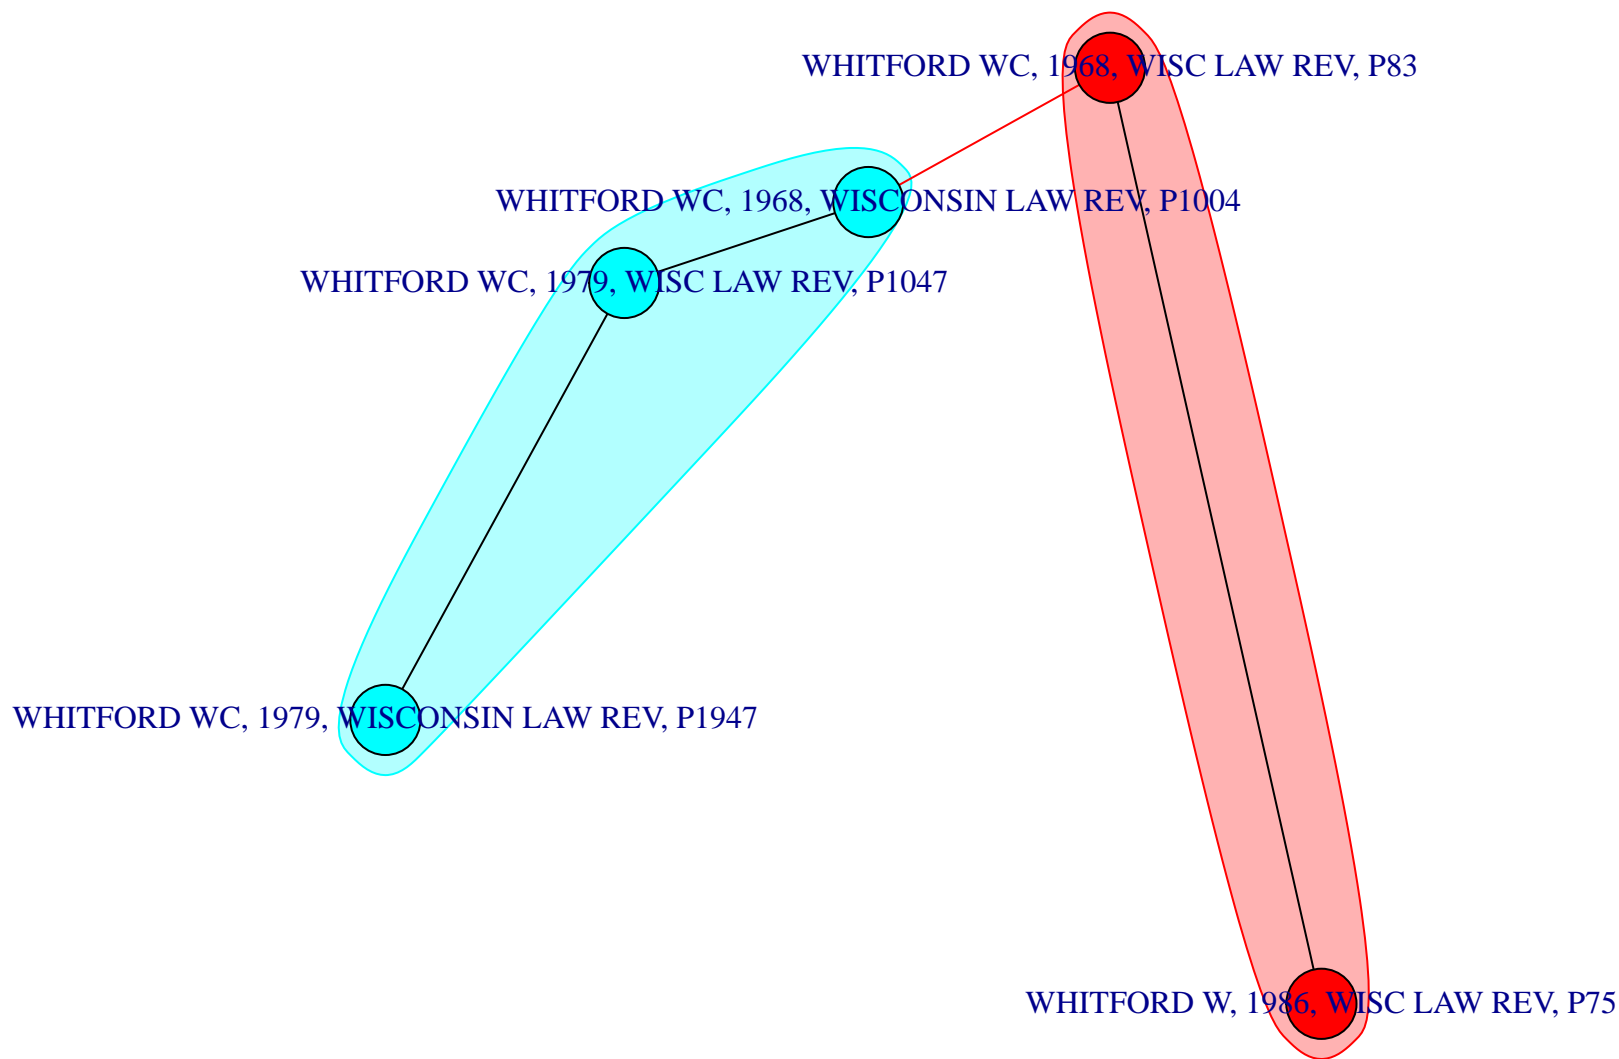 WHITFORD WC, 1968, WISC LAW REV, P83
WHITFORD WC, 1968, WISCONSIN LAW REV, P1004
WHITFORD WC, 1979, WISC LAW REV, P1047
WHITFORD WC, 1979, WISCONSIN LAW REV, P1947
WHITFORD W, 1986, WISC LAW REV, P75